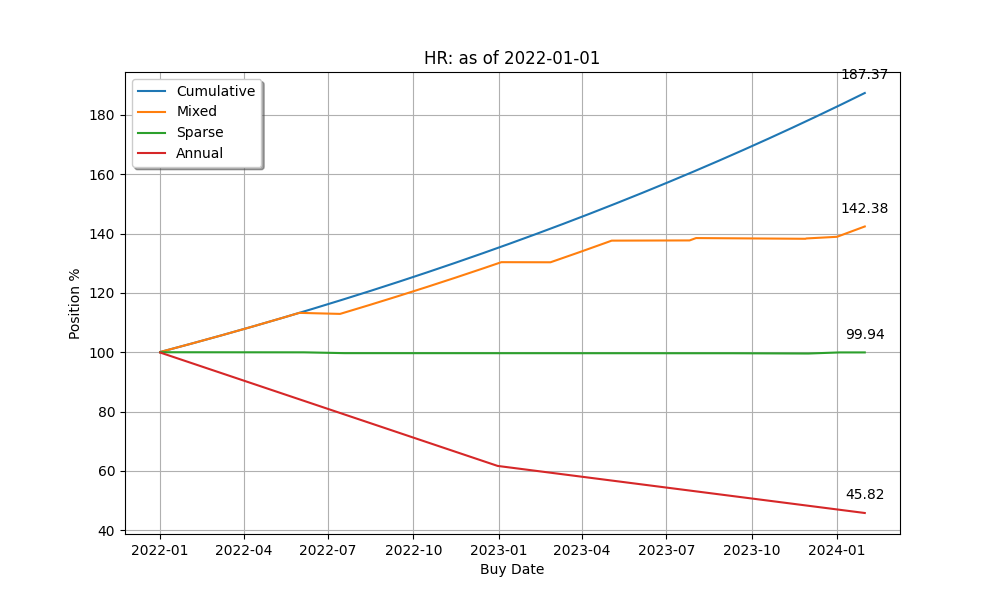 HR: as of 2022-01-01
187.37
Cumulative
Mixed
Sparse
Annual
180
160
142.38
140
120
99.94
100
80
60
45.82
40
Position %
2022-01 2022-04 2022-07 2022-10 2023-01 2023-04 2023-07 2023-10 2024-01
Buy Date